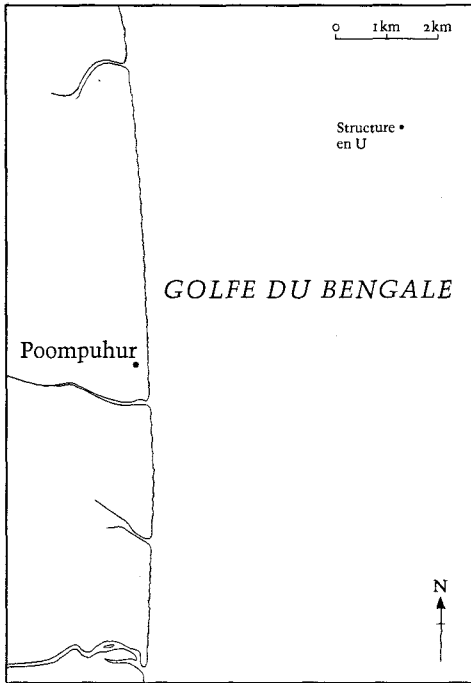 0 1km 2km
Structure
en U
GOLFE DU BENGALE
Poompuhur
N